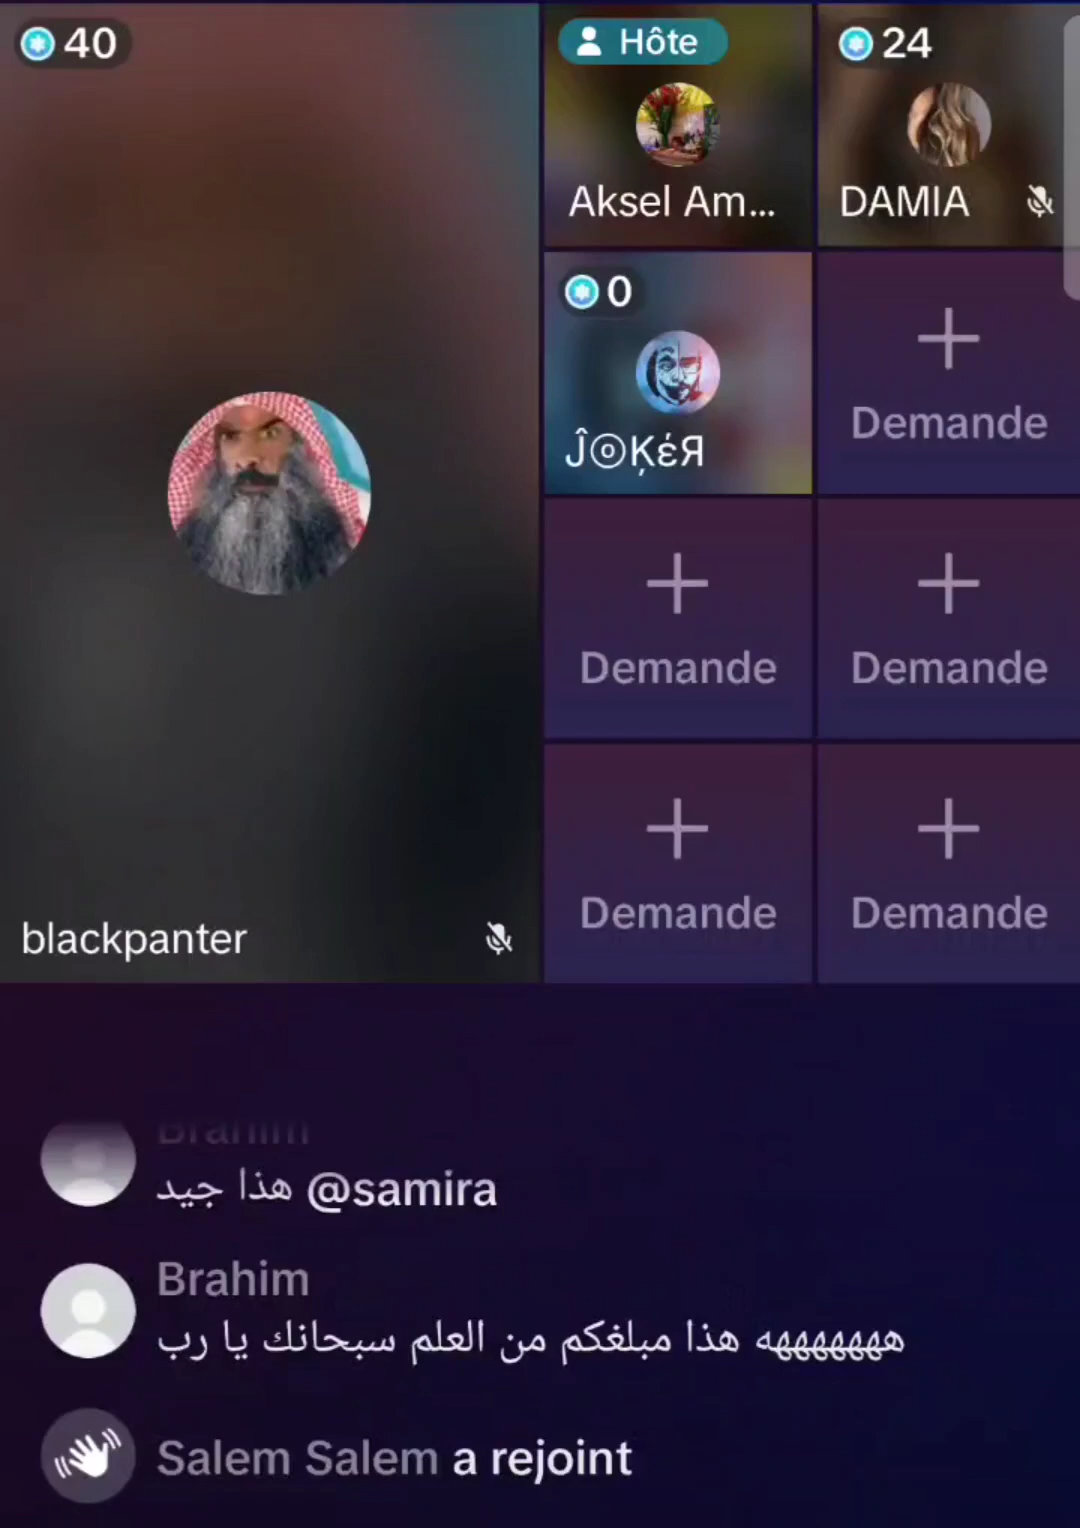 40
Hôte
Aksel Am...
24
DAMIA
0
ĴⓞĶέЯ
Demande
Demande
Demande
Demande
Demande
blackpanter
Brahim
@samira هذا جيد
Brahim
هههههههه هذا مبلغكم من العلم سبحانك يا رب
Salem Salem a rejoint